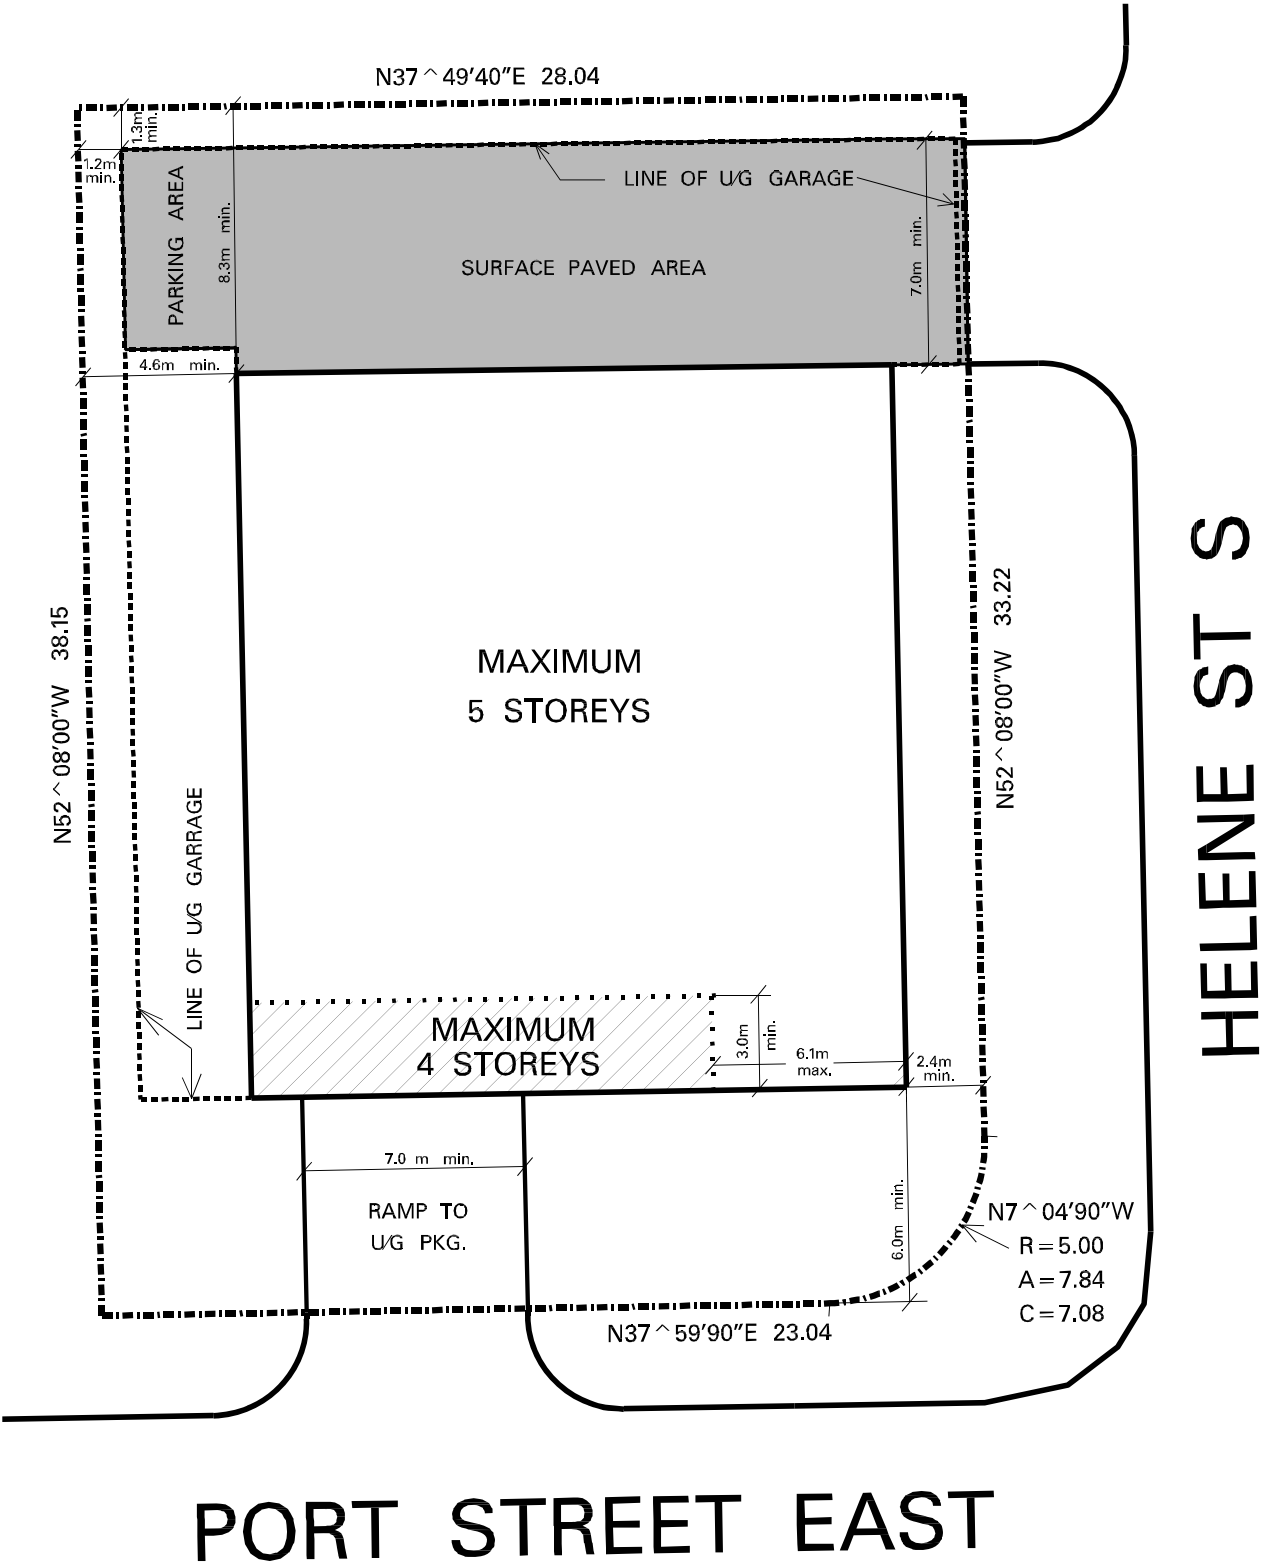 N37^49'40"E 28.04
1.3m
min.
1.2m
min.
PARKING AREA
8.3m min.
LINE OF U/G GARAGE
SURFACE PAVED AREA
7.0m min.
4.6m min.
N52^08'00"W 38.15
MAXIMUM
5 STOREYS
N52^08'00"W 33.22
HELENE ST S
LINE OF U/G GARRAGE
MAXIMUM
4 STOREYS
3.0m
min.
6.1m
max.
2.4m
min.
7.0 m min.
RAMP TO
U/G PKG.
6.0m min.
N7^04'90"W
R=5.00
A=7.84
C=7.08
N37^59'90"E 23.04
PORT STREET EAST